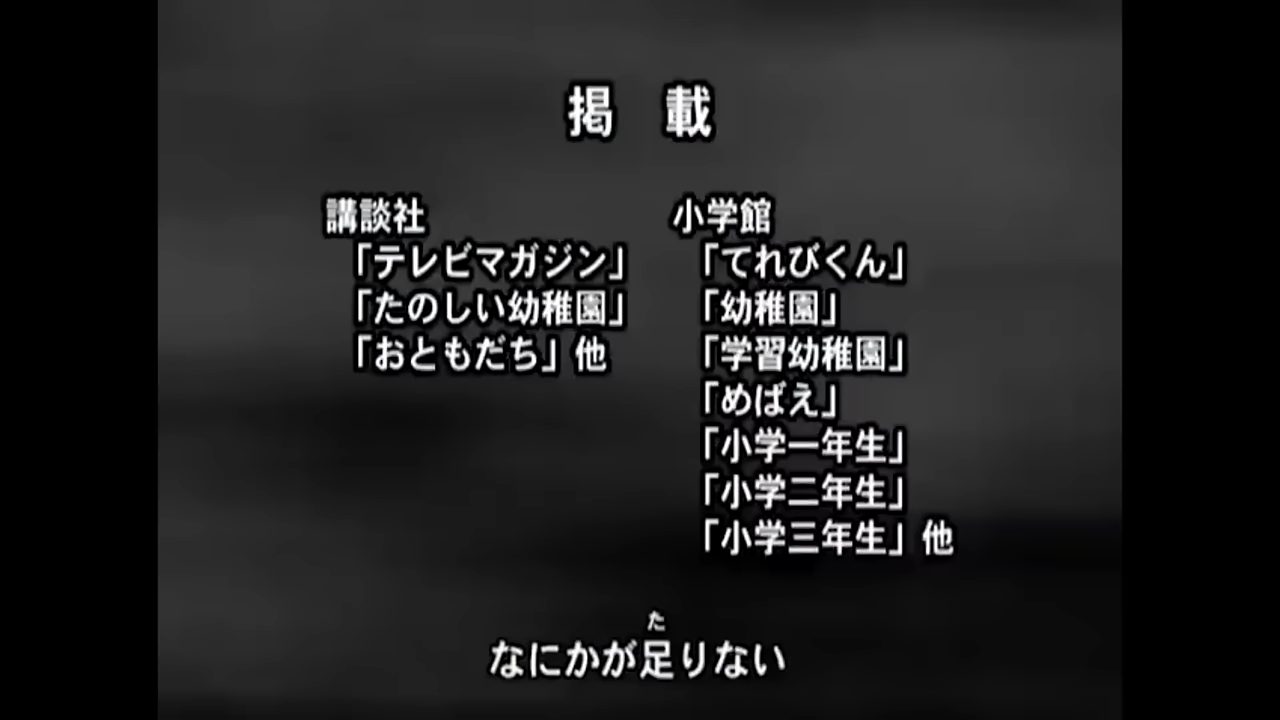 掲　載
講談社
「テレビマガジン」
「たのしい幼稚園」
「おともだち」他
小学館
「てれびくん」
「幼稚園」
「学習幼稚園」
「めばえ」
「小学一年生」
「小学二年生」
「小学三年生」他
た
なにかが足りない